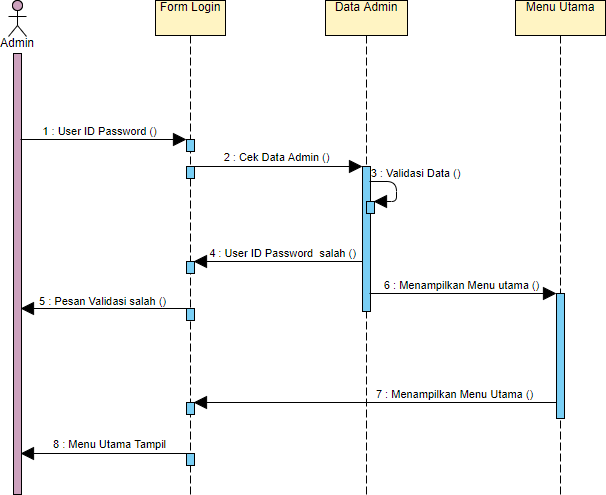 Form Login
Data Admin
Menu Utama
Admin
1 : User ID Password ()
2 : Cek Data Admin ()
3 : Validasi Data ()
4 : User ID Password  salah ()
6 : Menampilkan Menu utama ()
5 : Pesan Validasi salah ()
7 : Menampilkan Menu Utama ()
8 : Menu Utama Tampil